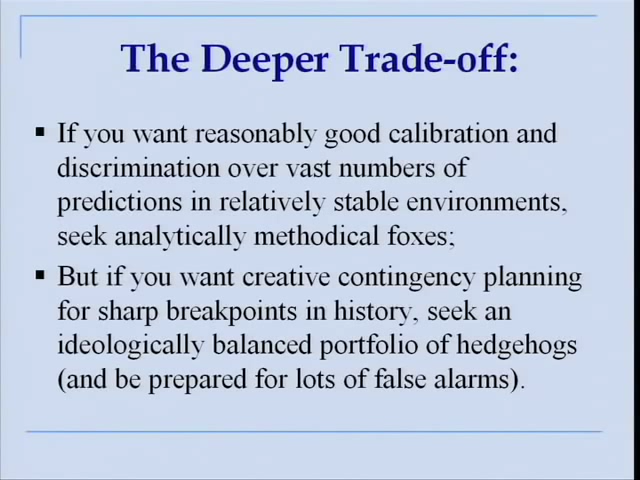 The Deeper Trade-off:
▪ If you want reasonably good calibration and
discrimination over vast numbers of
predictions in relatively stable environments,
seek analytically methodical foxes;
▪ But if you want creative contingency planning
for sharp breakpoints in history, seek an
ideologically balanced portfolio of hedgehogs
(and be prepared for lots of false alarms).